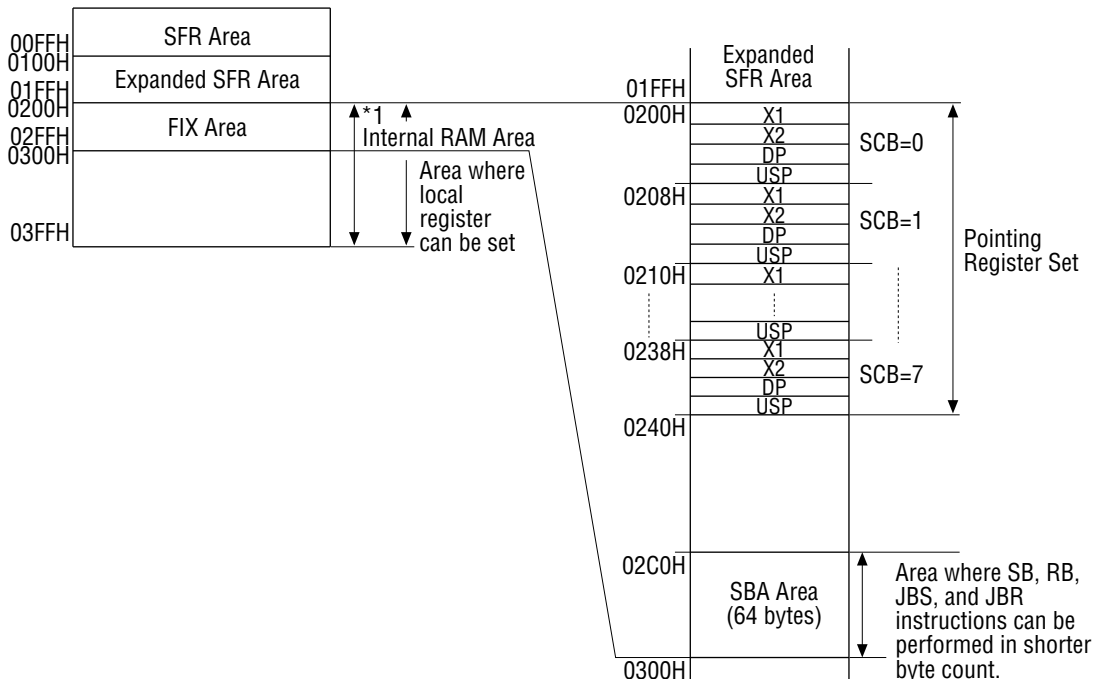 00FFH
SFR Area
0100H
Expanded SFR Area
01FFH
0200H
FIX Area
02FFH
0300H
03FFH
*1
Internal RAM Area
Area where
local
register
can be set
Expanded
SFR Area
01FFH
0200H
X1
X2
DP
USP
SCB=0
0208H
X1
X2
DP
USP
SCB=1
0210H
X1
USP
0238H
X1
X2
DP
USP
SCB=7
0240H
Pointing
Register Set
02C0H
SBA Area
(64 bytes)
0300H
Area where SB, RB,
JBS, and JBR
instructions can be
performed in shorter
byte count.